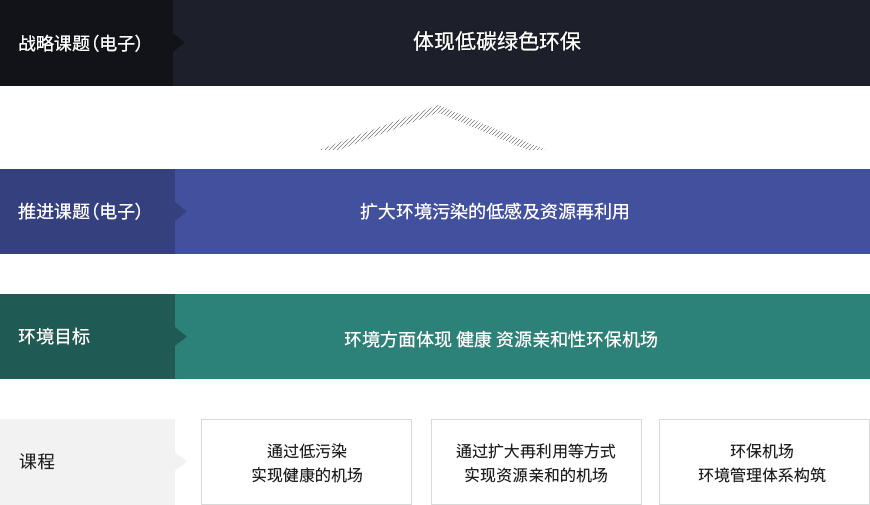 战略课题(电子)
体现低碳绿色环保
推进课题(电子)
扩大环境污染的低感及资源再利用
环境目标
环境方面体现 健康 资源亲和性环保机场
课程
通过低污染
实现健康的机场
通过扩大再利用等方式
实现资源亲和的机场
环保机场
环境管理体系构筑